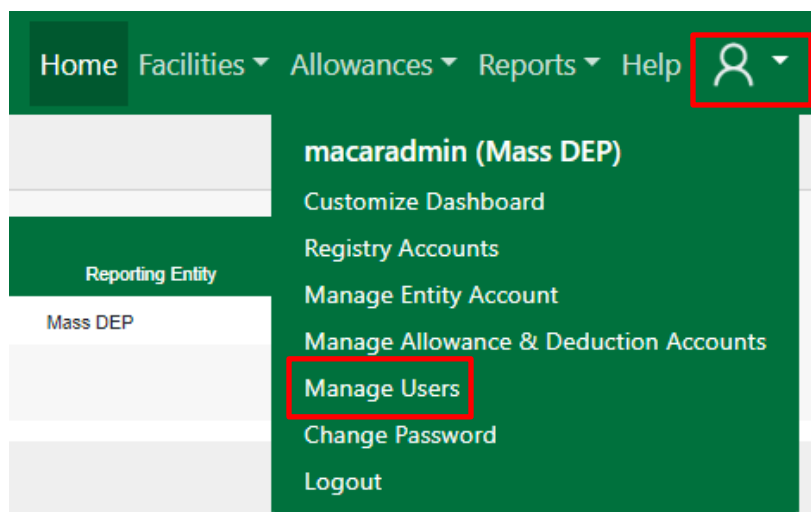 Home Facilities Allowances Reports Help
macaradmin (Mass DEP)
Customize Dashboard
Registry Accounts
Reporting Entity
Manage Entity Account
Mass DEP
Manage Allowance & Deduction Accounts
Manage Users
Change Password
Logout